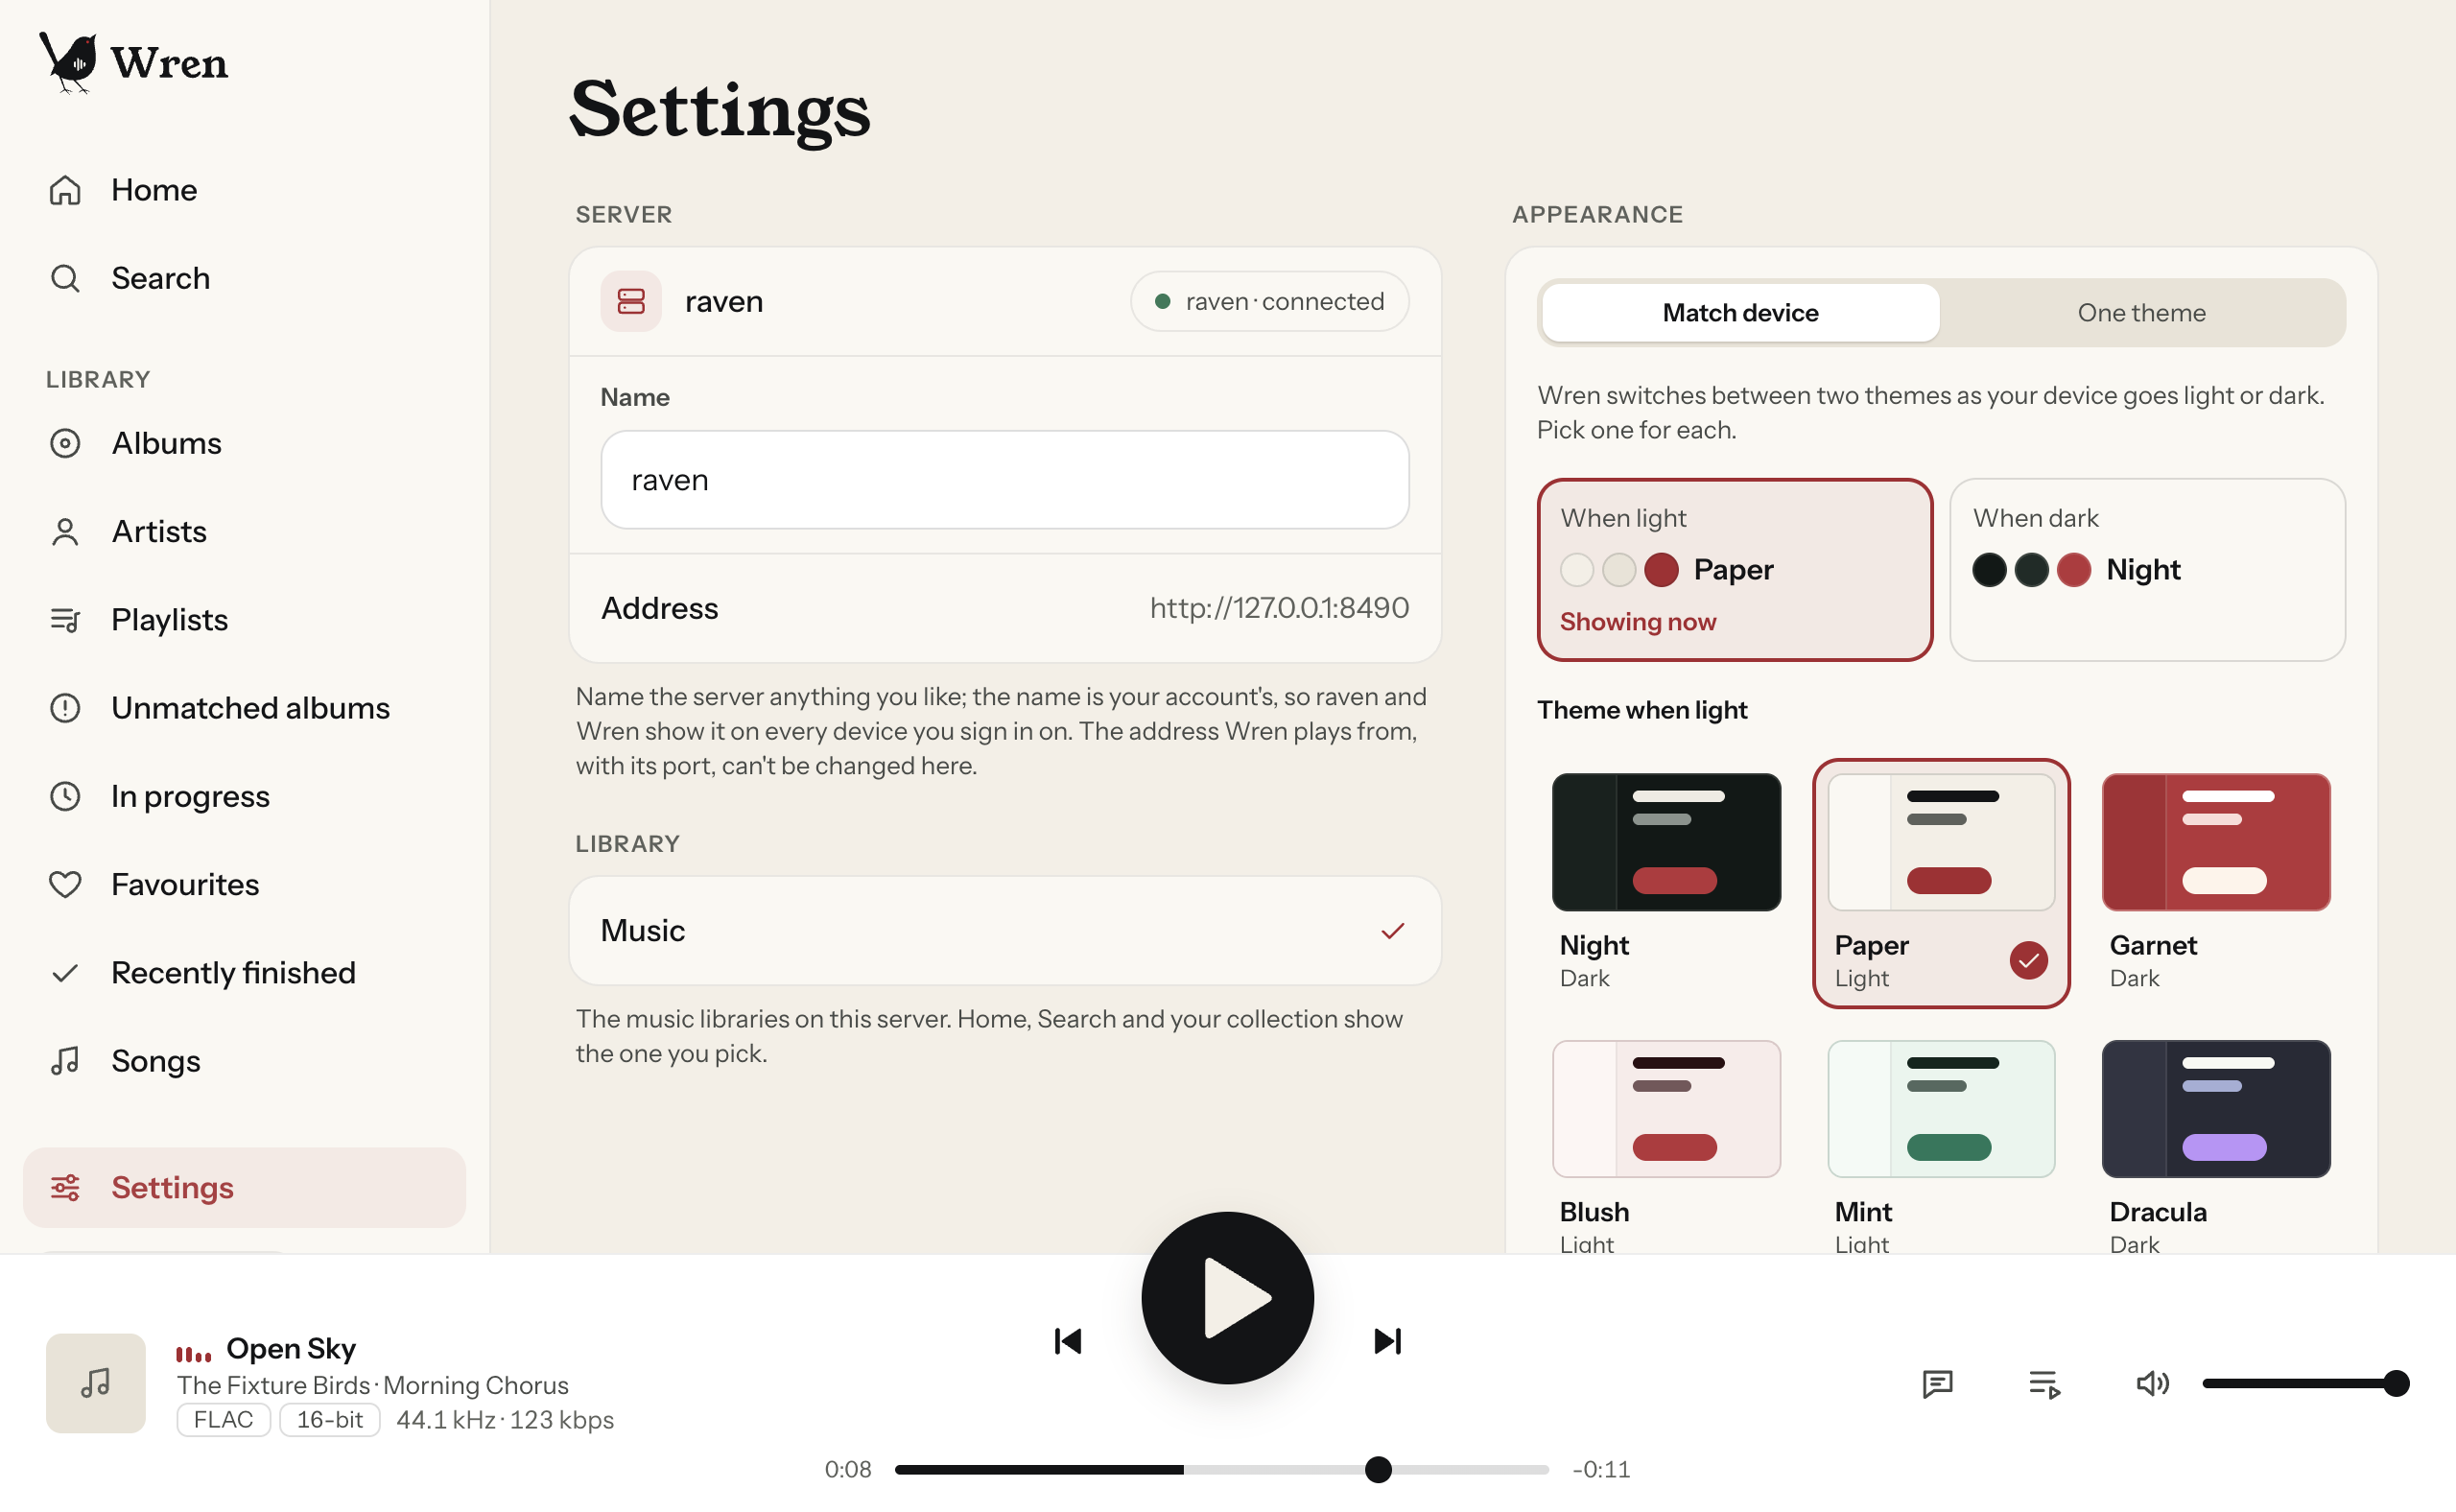 Wren
Home
Search
LIBRARY
Albums
Artists
Playlists
Unmatched albums
In progress
Favourites
Recently finished
Songs
Settings
Settings
SERVER
raven
raven · connected
Name
raven
Address
http://127.0.0.1:8490
Name the server anything you like; the name is your account's, so raven and
Wren show it on every device you sign in on. The address Wren plays from,
with its port, can't be changed here.
LIBRARY
Music
The music libraries on this server. Home, Search and your collection show
the one you pick.
APPEARANCE
Match device
One theme
Wren switches between two themes as your device goes light or dark.
Pick one for each.
When light
Paper
Showing now
When dark
Night
Theme when light
Night
Dark
Paper
Light
Garnet
Dark
Blush
Light
Mint
Light
Dracula
Dark
Open Sky
The Fixture Birds · Morning Chorus
FLAC 16-bit 44.1 kHz · 123 kbps
0:08
-0:11